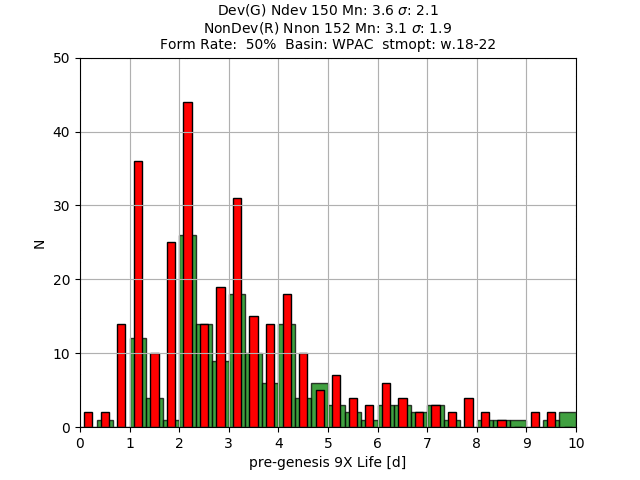 Dev(G) Ndev 150 Mn: 3.6 σ: 2.1
NonDev(R) Nnon 152 Mn: 3.1 σ: 1.9
Form Rate:  50%  Basin: WPAC  stmopt: w.18-22
50
40
30
20
10
0
N
0 1 2 3 4 5 6 7 8 9 10
pre-genesis 9X Life [d]